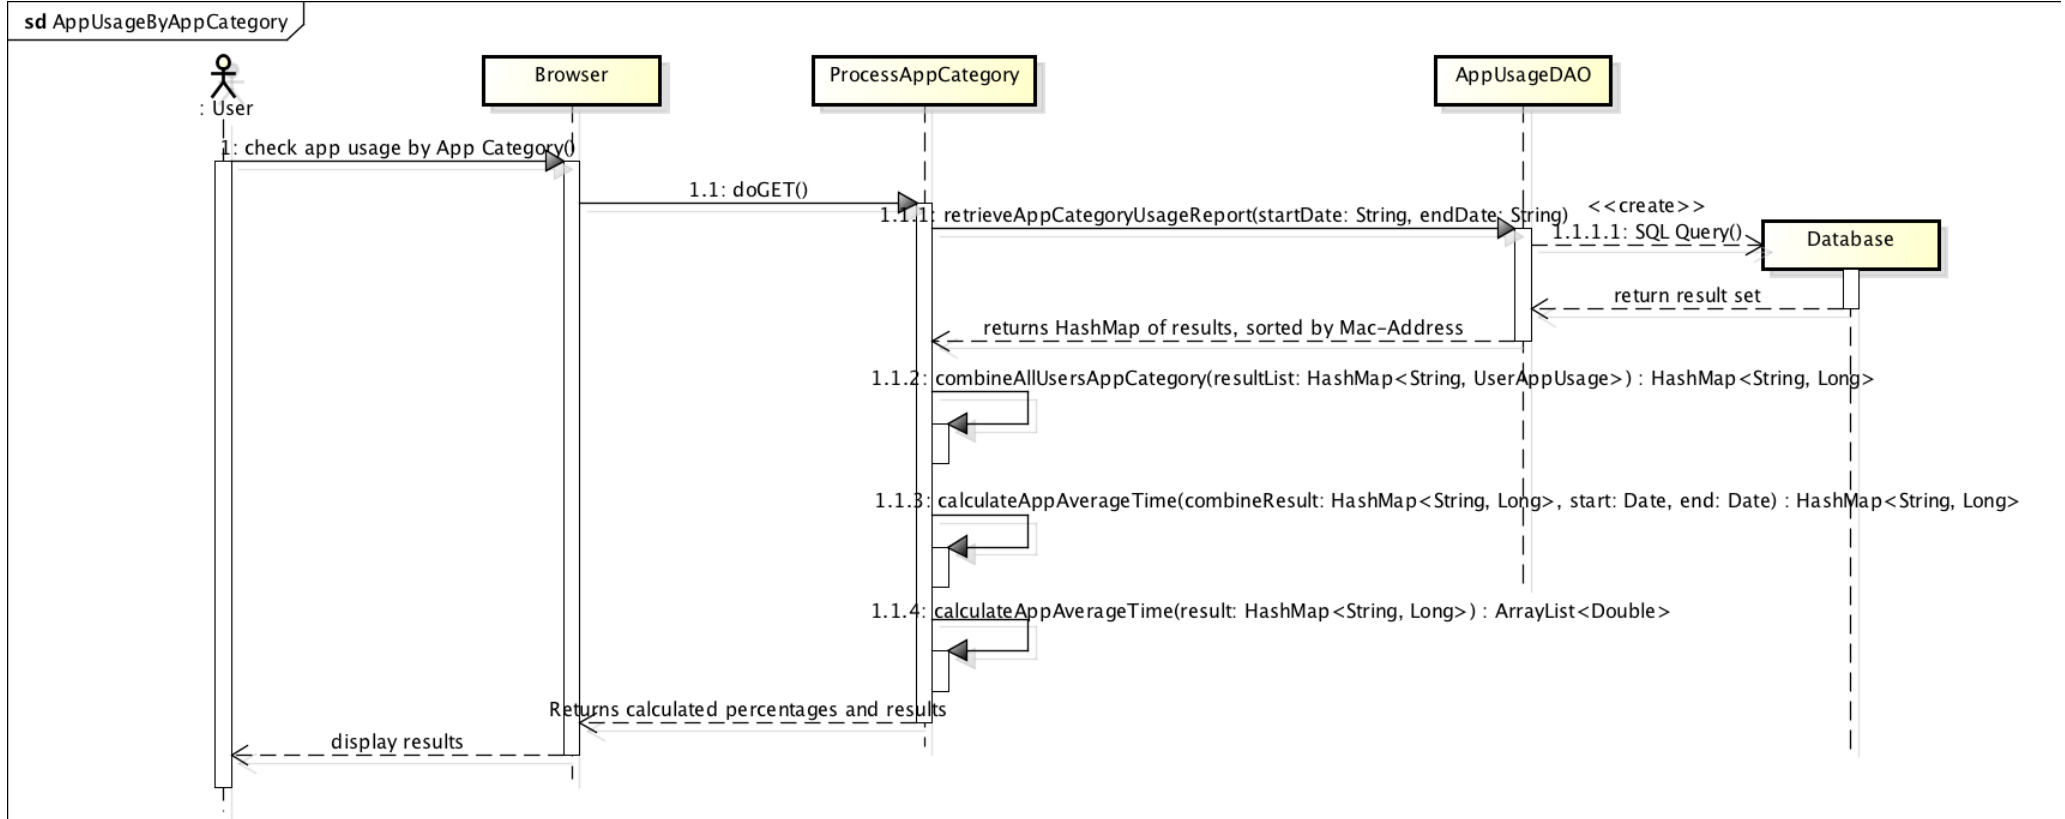 sd AppUsageByAppCategory
: User
Browser
ProcessAppCategory
AppUsageDAO
1: check app usage by App Category()
1.1: doGET()
1.1.1: retrieveAppCategoryUsageReport(startDate: String, endDate: String)
<<create>>
1.1.1.1: SQL Query()
Database
return result set
returns HashMap of results, sorted by Mac-Address
1.1.2: combineAllUsersAppCategory(resultList: HashMap<String, UserAppUsage>) : HashMap<String, Long>
1.1.3: calculateAppAverageTime(combineResult: HashMap<String, Long>, start: Date, end: Date) : HashMap<String, Long>
1.1.4: calculateAppAverageTime(result: HashMap<String, Long>) : ArrayList<Double>
Returns calculated percentages and results
display results